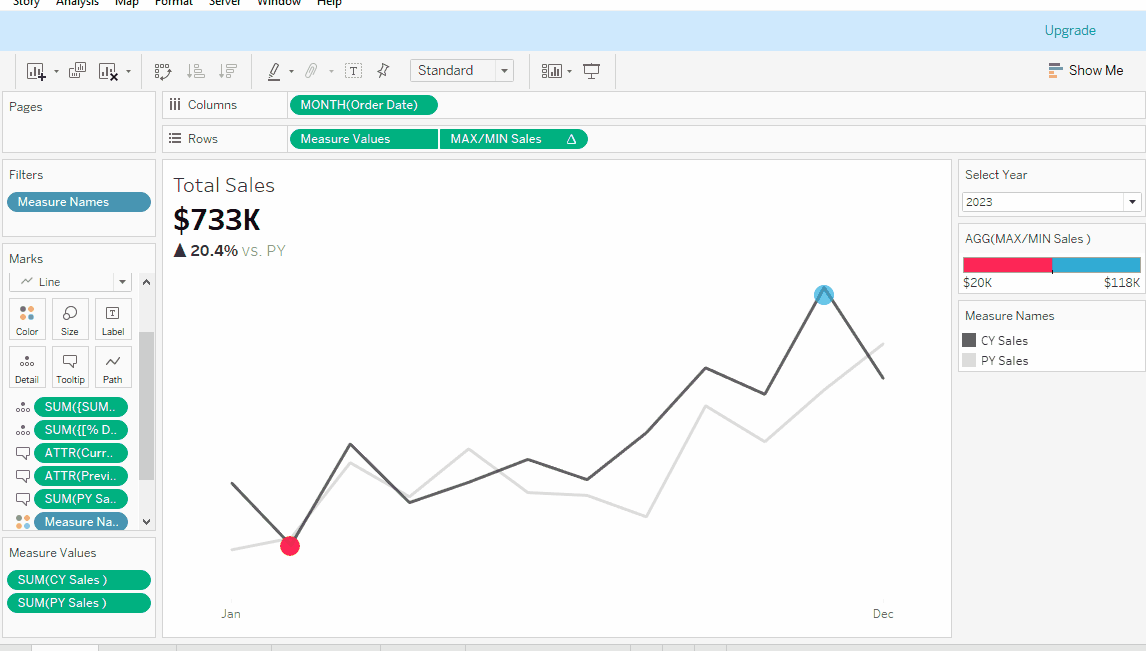 Story Analysis Map Format Server Window Help
Upgrade
Standard
Show Me
Pages
Columns
MONTH(Order Date)
Rows
Measure Values
MAX/MIN Sales
Filters
Measure Names
Marks
Line
Color
Size
Label
Detail
Tooltip
Path
SUM({SUM..
SUM({[% D..
ATTR(Curr..
ATTR(Previ..
SUM(PY Sa..
Measure Na..
Measure Values
SUM(CY Sales )
SUM(PY Sales )
Total Sales
$733K
▲ 20.4% vs. PY
Jan
Dec
Select Year
2023
AGG(MAX/MIN Sales )
$20K
$118K
Measure Names
CY Sales
PY Sales